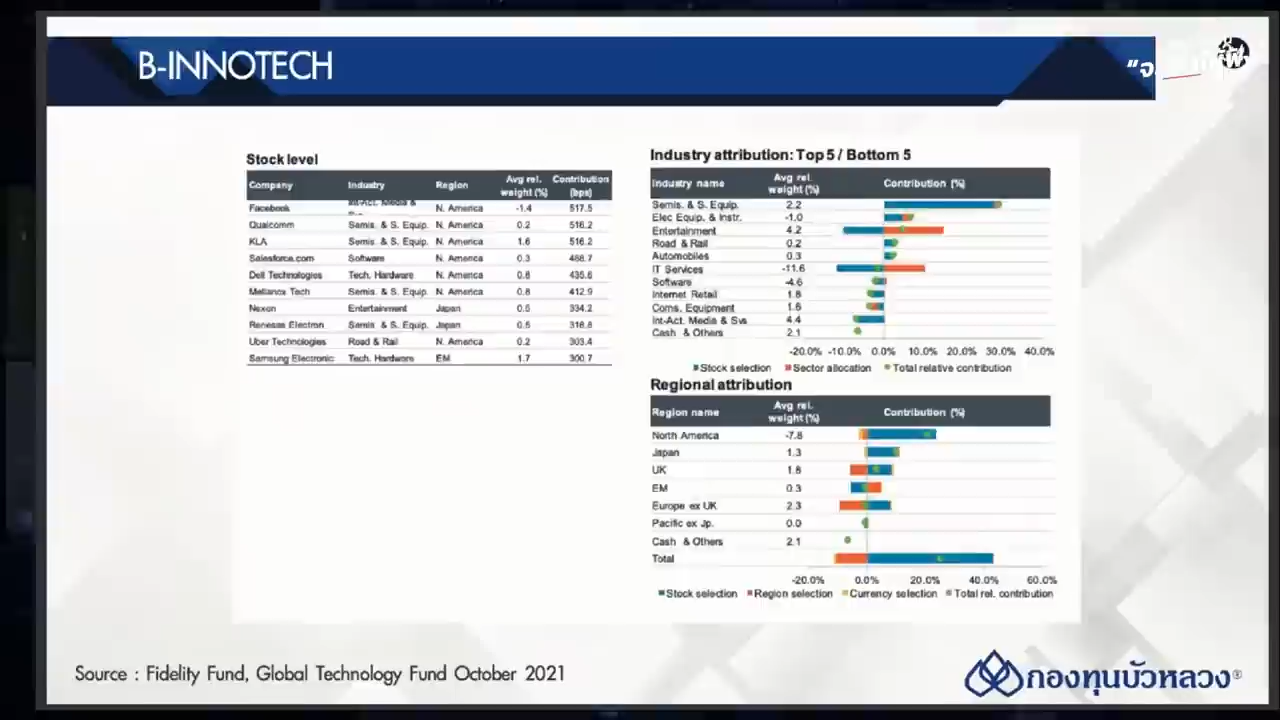 B-INNOTECH
Stock level
Company Industry Region Avg rel. weight (%) Contribution (bps)
Facebook Int-Act. Media & N. America -1.4 517.5
Qualcomm Semis. & S. Equip. N. America 0.2 516.2
KLA Semis. & S. Equip. N. America 1.6 516.2
Salesforce.com Software N. America 0.3 N. America
Dell Technologies Tech. Hardware N. America 0.8 435.6
Mellanox Tech Semis. & S. Equip. N. America 0.8 412.9
Nexon Entertainment Japan 0.5 334.2
Renesas Electron Semis. & S. Equip. Japan 0.5 318.8
Uber Technologies Road & Rail N. America 0.2 303.4
Samsung Electronic Tech. Hardware EM 1.7 300.7
Industry attribution: Top 5 / Bottom 5
Industry name Avg rel. weight (%) Contribution (%)
Semis. & S. Equip. 2.2
Elec Equip. & Instr. -1.0
Entertainment 4.2
Road & Rail 0.2
Automobiles 0.3
IT Services -11.6
Software -4.6
Internet Retail 1.8
Coms. Equipment 1.6
Int-Act. Media & Svs 4.4
Cash & Others 2.1
-20.0% -10.0% 0.0% 10.0% 20.0% 30.0% 40.0%
Stock selection Sector allocation Total relative contribution
Regional attribution
Region name Avg rel. weight (%) Contribution (%)
North America -7.8
Japan 1.3
UK 1.8
EM 0.3
Europe ex UK 2.3
Pacific ex Jp. 0.0
Cash & Others 2.1
Total
-20.0% 0.0% 20.0% 40.0% 60.0%
Stock selection Region selection Currency selection Total rel. contribution
Source : Fidelity Fund, Global Technology Fund October 2021
กองทุนบัวหลวง®